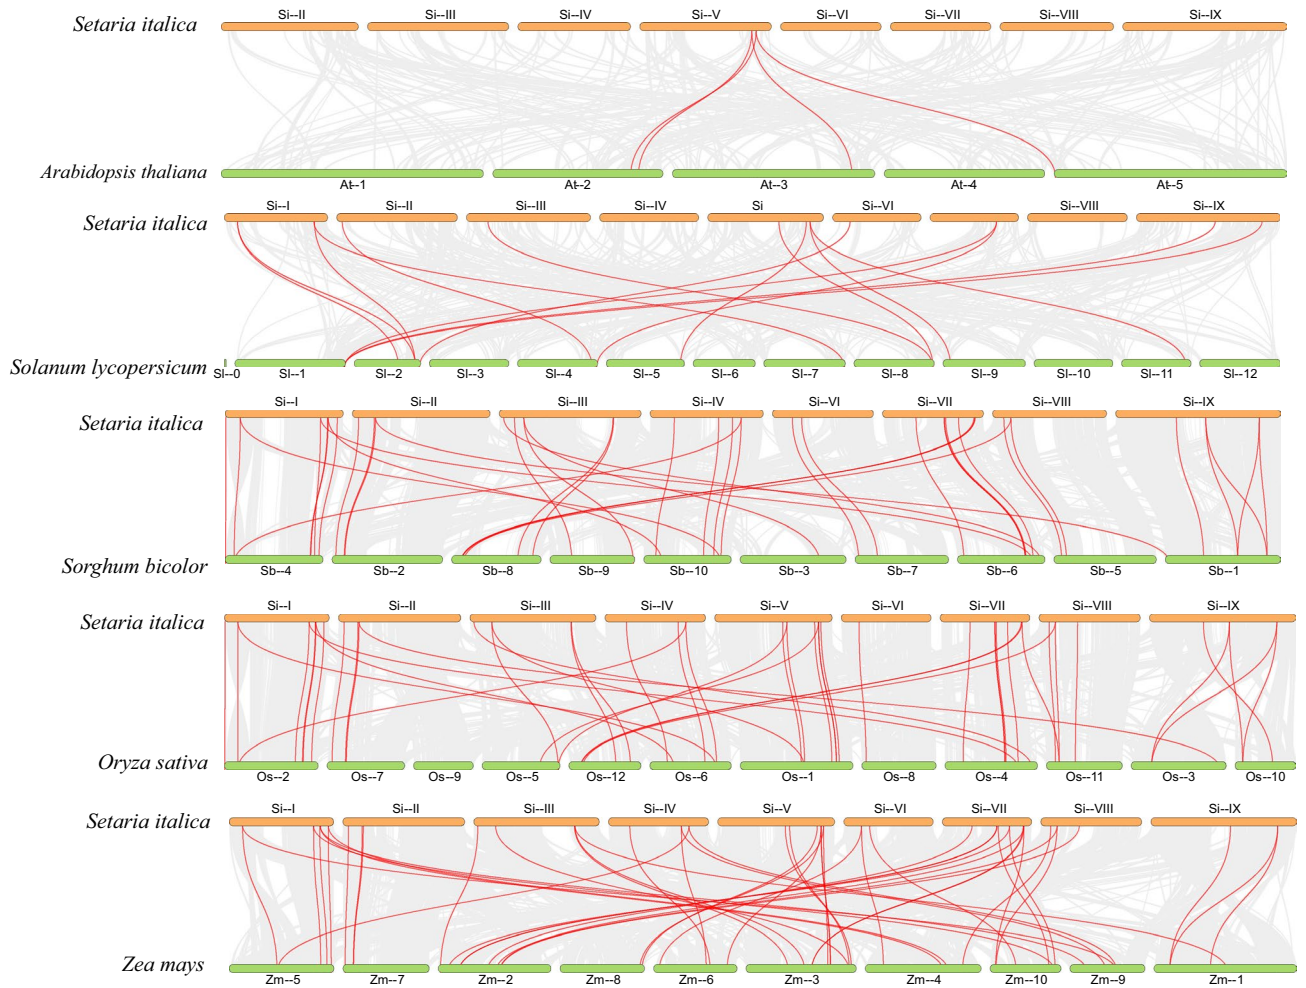 Si--II Si--III Si--IV Si--V Si--VI Si--VII Si--VIII Si--IX
Setaria italica
Arabidopsis thaliana
At--1 At--2 At--3 At--4 At--5
Si--I Si--II Si--III Si--IV Si Si--VI Si--VIII Si--IX
Setaria italica
Solanum lycopersicum
Sl--0 Sl--1 Sl--2 Sl--3 Sl--4 Sl--5 Sl--6 Sl--7 Sl--8 Sl--9 Sl--10 Sl--11 Sl--12
Si--I Si--II Si--III Si--IV Si--VI Si--VII Si--VIII Si--IX
Setaria italica
Sorghum bicolor
Sb--4 Sb--2 Sb--8 Sb--9 Sb--10 Sb--3 Sb--7 Sb--6 Sb--5 Sb--1
Si--I Si--II Si--III Si--IV Si--V Si--VI Si--VII Si--VIII Si--IX
Setaria italica
Oryza sativa
Os--2 Os--7 Os--9 Os--5 Os--12 Os--6 Os--1 Os--8 Os--4 Os--11 Os--3 Os--10
Si--I Si--II Si--III Si--IV Si--V Si--VI Si--VII Si--VIII Si--IX
Setaria italica
Zea mays
Zm--5 Zm--7 Zm--2 Zm--8 Zm--6 Zm--3 Zm--4 Zm--10 Zm--9 Zm--1